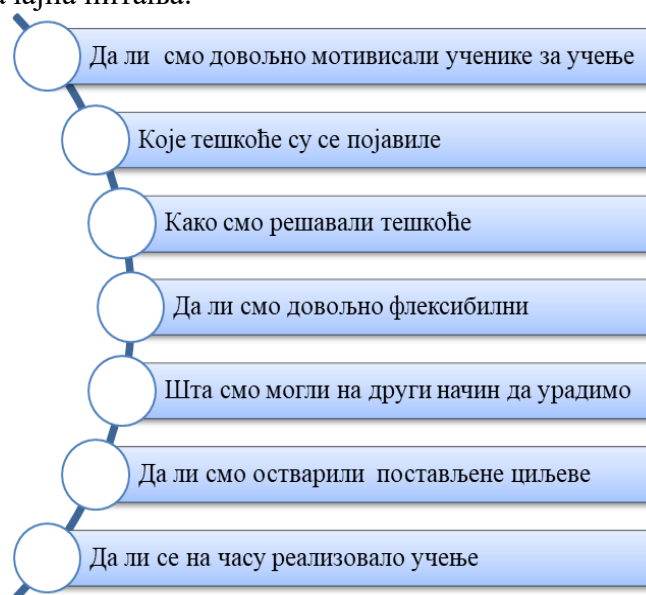 питања:
Да ли смо довољно мотивисали ученике за учење
Које тешкоће су се појавиле
Како смо решавали тешкоће
Да ли смо довољно флексибилни
Шта смо могли на други начин да урадимо
Да ли смо остварили постављене циљеве
Да ли се на часу реализовало учење